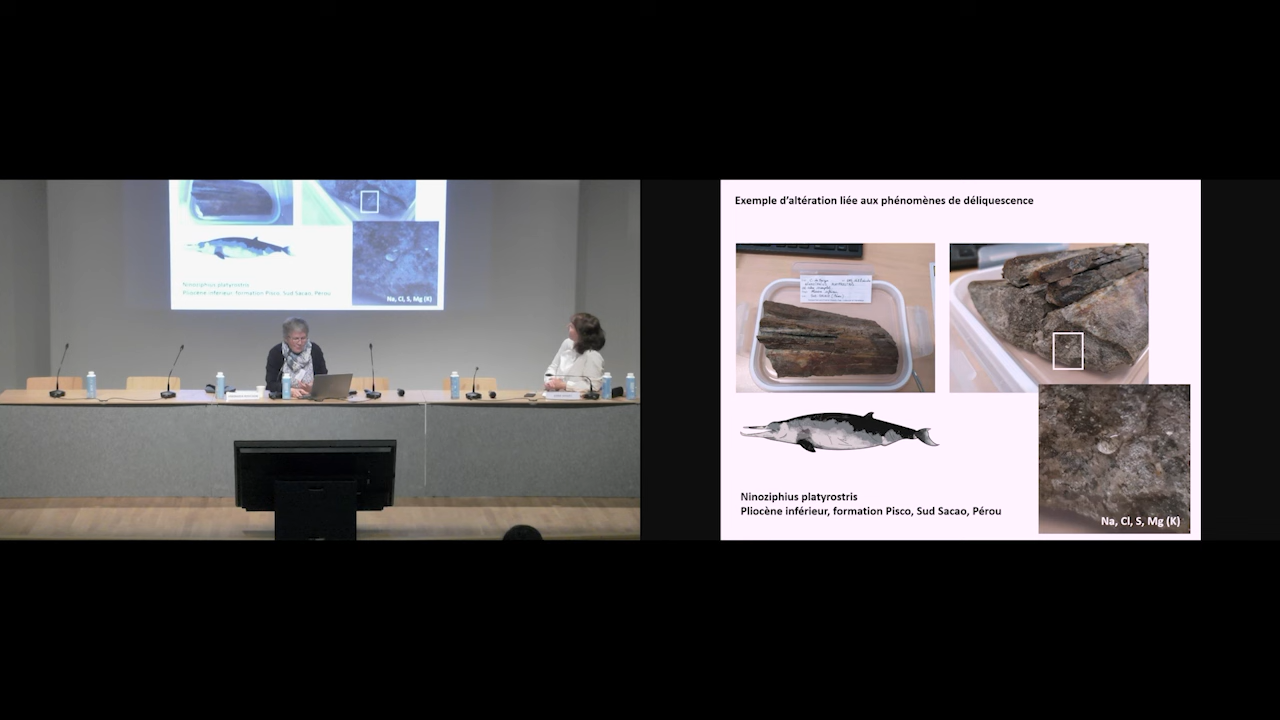 Ninoziphius platyrostris
Pliocène inférieur, formation Pisco, Sud Sacao, Pérou
Na, Cl, S, Mg (K)
Exemple d'altération liée aux phénomènes de déliquescence
Ninoziphius platyrostris
Pliocène inférieur, formation Pisco, Sud Sacao, Pérou
Na, Cl, S, Mg (K)